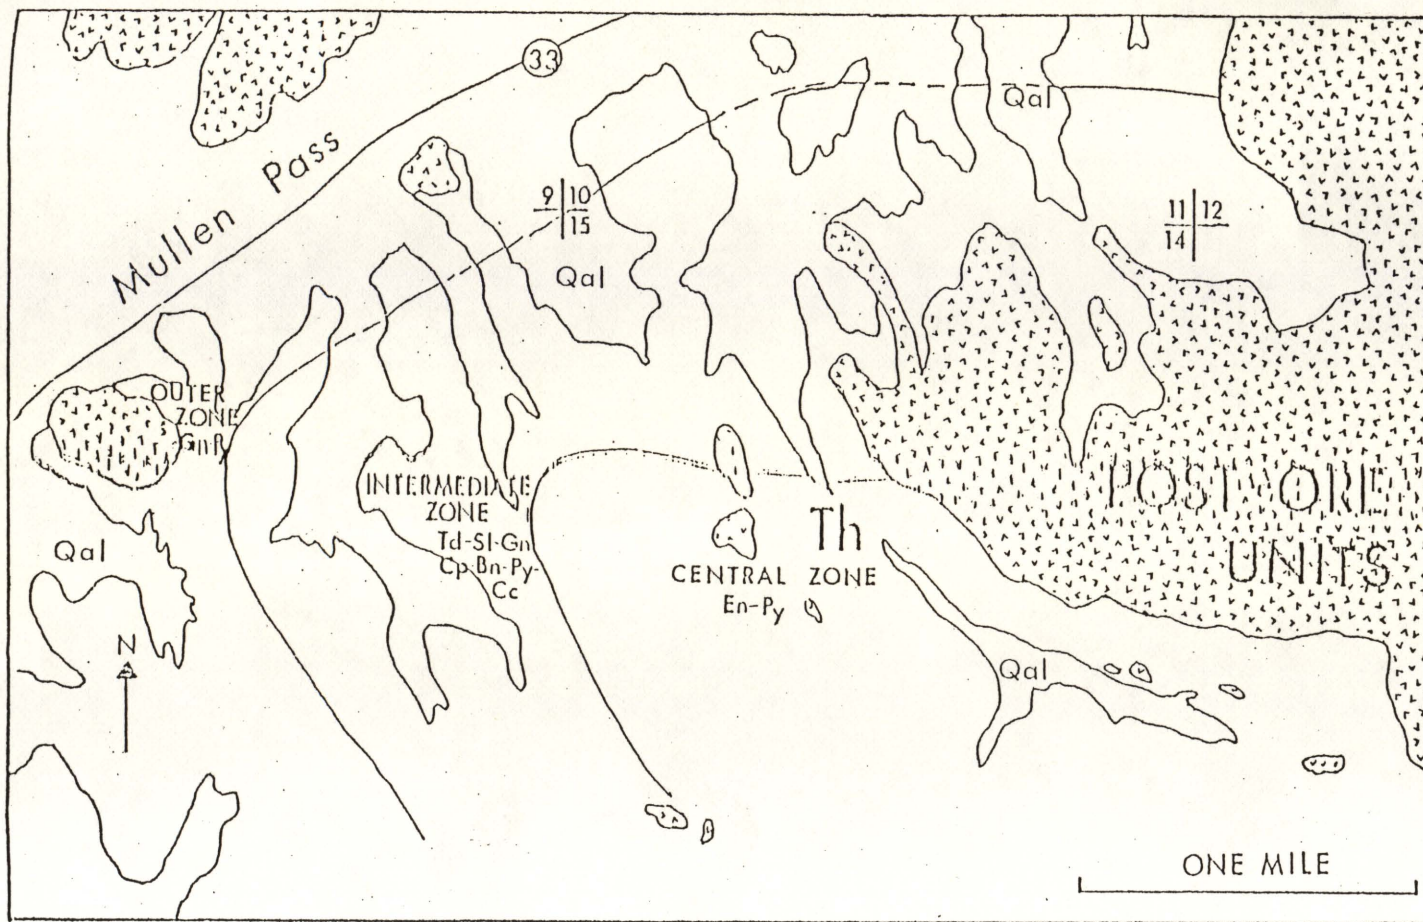 33
Mullen Pass
Qal
9 10
15
11 12
14
Qal
OUTER
ZONE
INTERMEDIATE
ZONE
Td-Sl-Gn
Cp-Bn-Py-
Cc
Th
CENTRAL ZONE
En-Py
POST ORE
UNITS
Qal
N
Qal
ONE MILE